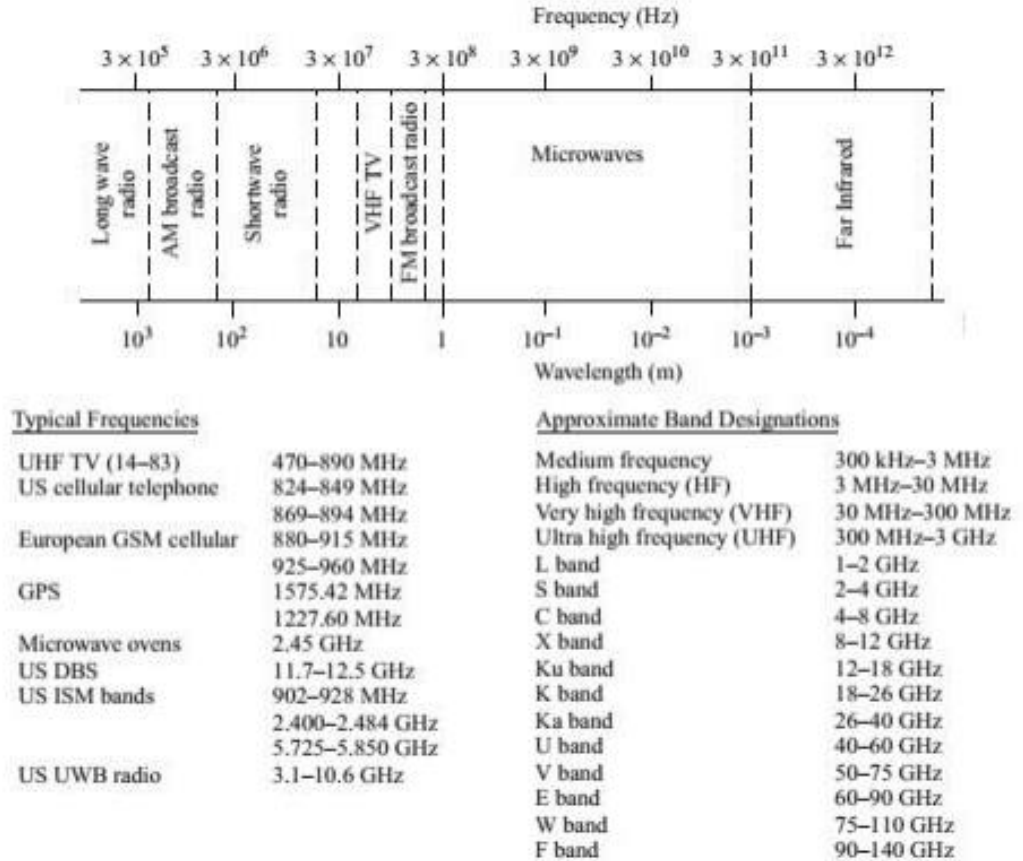 Frequency (Hz)
3 × 10⁵ 3 × 10⁶ 3 × 10⁷ 3 × 10⁸ 3 × 10⁹ 3 × 10¹⁰ 3 × 10¹¹ 3 × 10¹²
Long wave
radio
AM broadcast
radio
Shortwave
radio
VHF TV
FM broadcast radio
Microwaves
Far Infrared
10³ 10² 10 1 10⁻¹ 10⁻² 10⁻³ 10⁻⁴
Wavelength (m)
Typical Frequencies
UHF TV (14–83) 470–890 MHz
US cellular telephone 824–849 MHz
869–894 MHz
European GSM cellular 880–915 MHz
925–960 MHz
GPS 1575.42 MHz
1227.60 MHz
Microwave ovens 2.45 GHz
US DBS 11.7–12.5 GHz
US ISM bands 902–928 MHz
2.400–2.484 GHz
5.725–5.850 GHz
US UWB radio 3.1–10.6 GHz
Approximate Band Designations
Medium frequency 300 kHz–3 MHz
High frequency (HF) 3 MHz–30 MHz
Very high frequency (VHF) 30 MHz–300 MHz
Ultra high frequency (UHF) 300 MHz–3 GHz
L band 1–2 GHz
S band 2–4 GHz
C band 4–8 GHz
X band 8–12 GHz
Ku band 12–18 GHz
K band 18–26 GHz
Ka band 26–40 GHz
U band 40–60 GHz
V band 50–75 GHz
E band 60–90 GHz
W band 75–110 GHz
F band 90–140 GHz